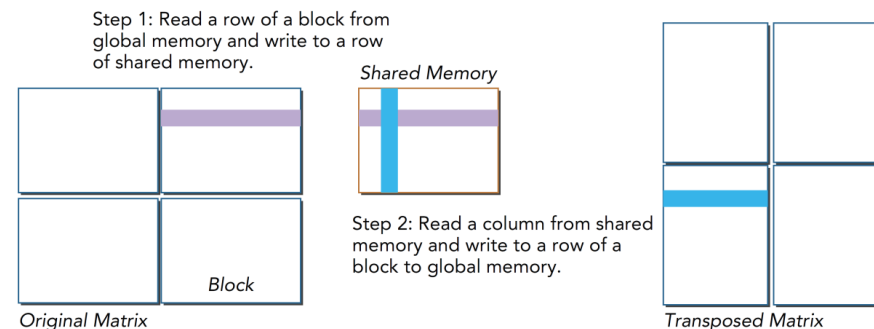 Step 1: Read a row of a block from
global memory and write to a row
of shared memory.
Shared Memory
Step 2: Read a column from shared
memory and write to a row of a
block to global memory.
Block
Original Matrix
Transposed Matrix